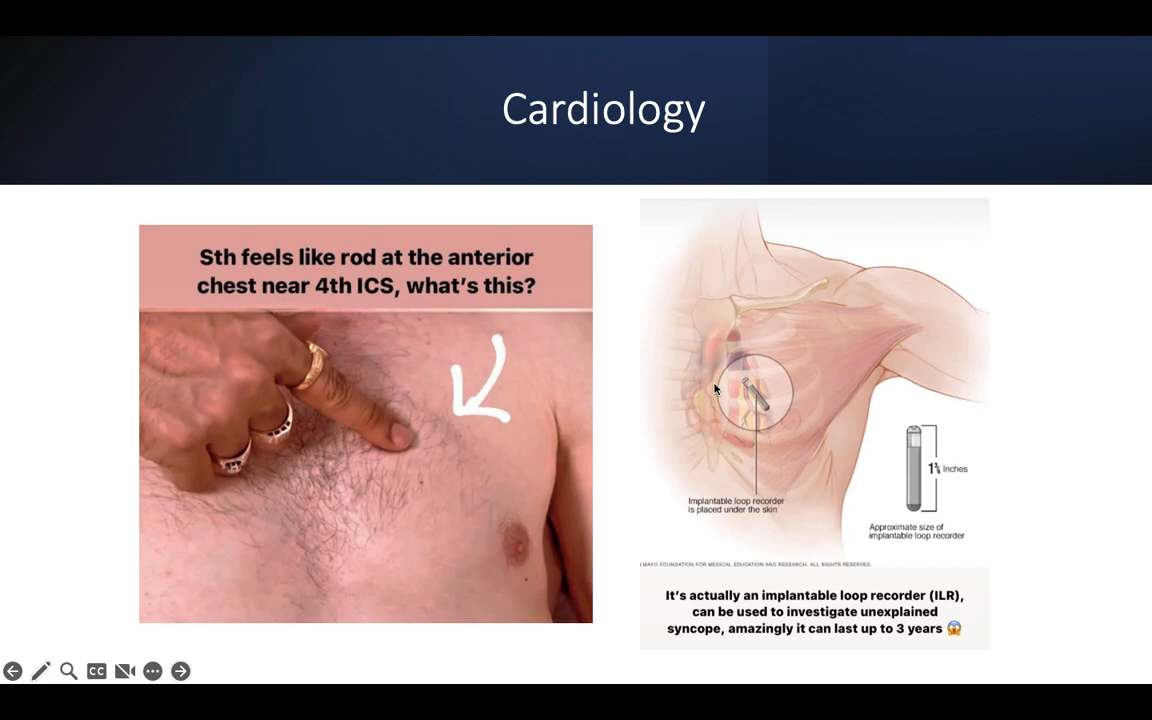 Cardiology
Sth feels like rod at the anterior
chest near 4th ICS, what's this?
Implantable loop recorder
is placed under the skin
1¾ Inches
Approximate size of
implantable loop recorder
MAYO FOUNDATION FOR MEDICAL EDUCATION AND RESEARCH. ALL RIGHTS RESERVED.
It's actually an implantable loop recorder (ILR),
can be used to investigate unexplained
syncope, amazingly it can last up to 3 years 😱
CC